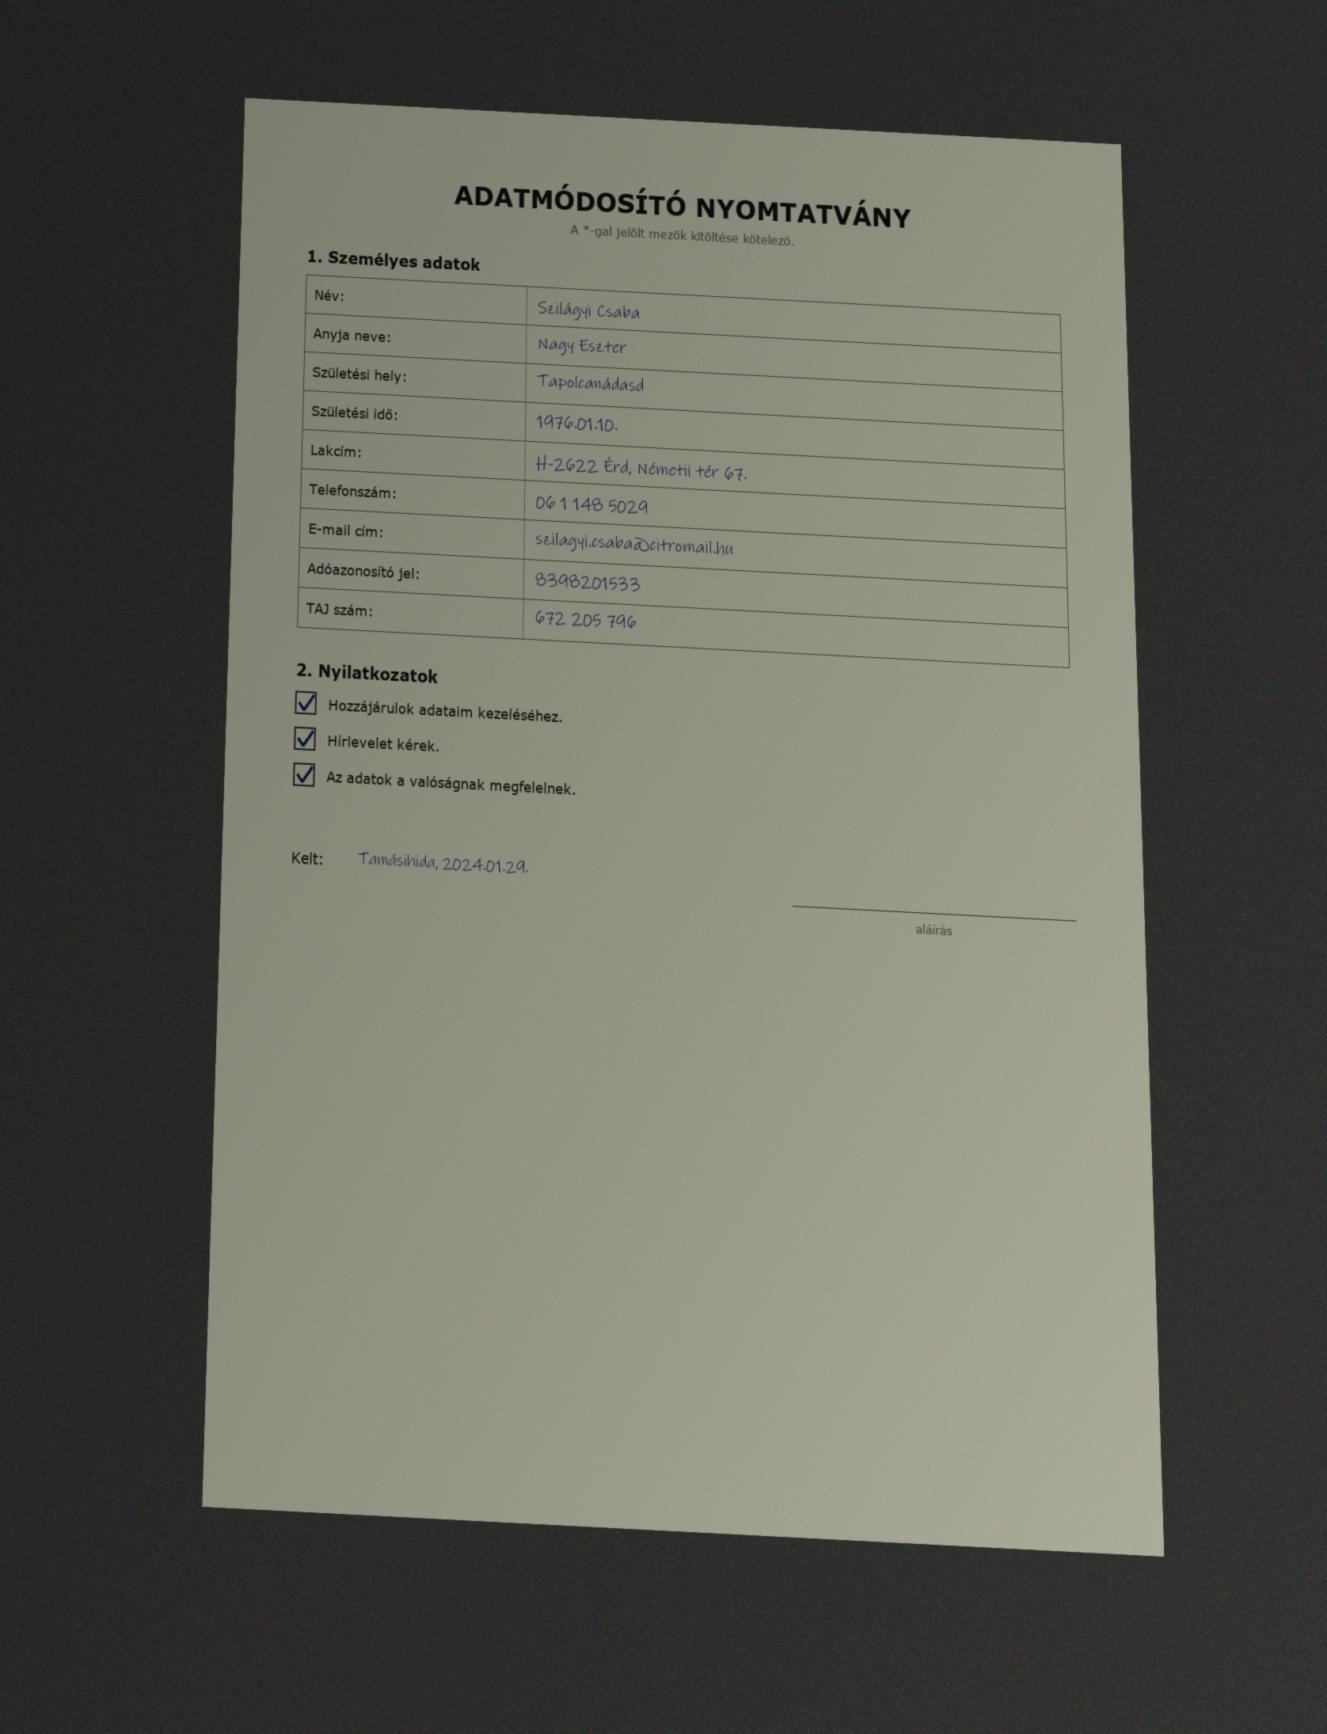 ADATMÓDOSÍTÓ NYOMTATVÁNY
A *-gal jelölt mezők kitöltése kötelező.
1. Személyes adatok
Név: Szilágyi Csaba
Anyja neve: Nagy Eszter
Születési hely: Tapolcanádasd
Születési idő: 1976.01.10.
Lakcím: H-2622 Érd, Németii tér 67.
Telefonszám: 06 1 148 5029
E-mail cím: szilagyi.csaba@citromail.hu
Adóazonosító jel: 8398201533
TAJ szám: 672 205 796
2. Nyilatkozatok
Hozzájárulok adataim kezeléséhez.
Hírlevelet kérek.
Az adatok a valóságnak megfelelnek.
Kelt: Tamásihida, 2024.01.29.
aláírás